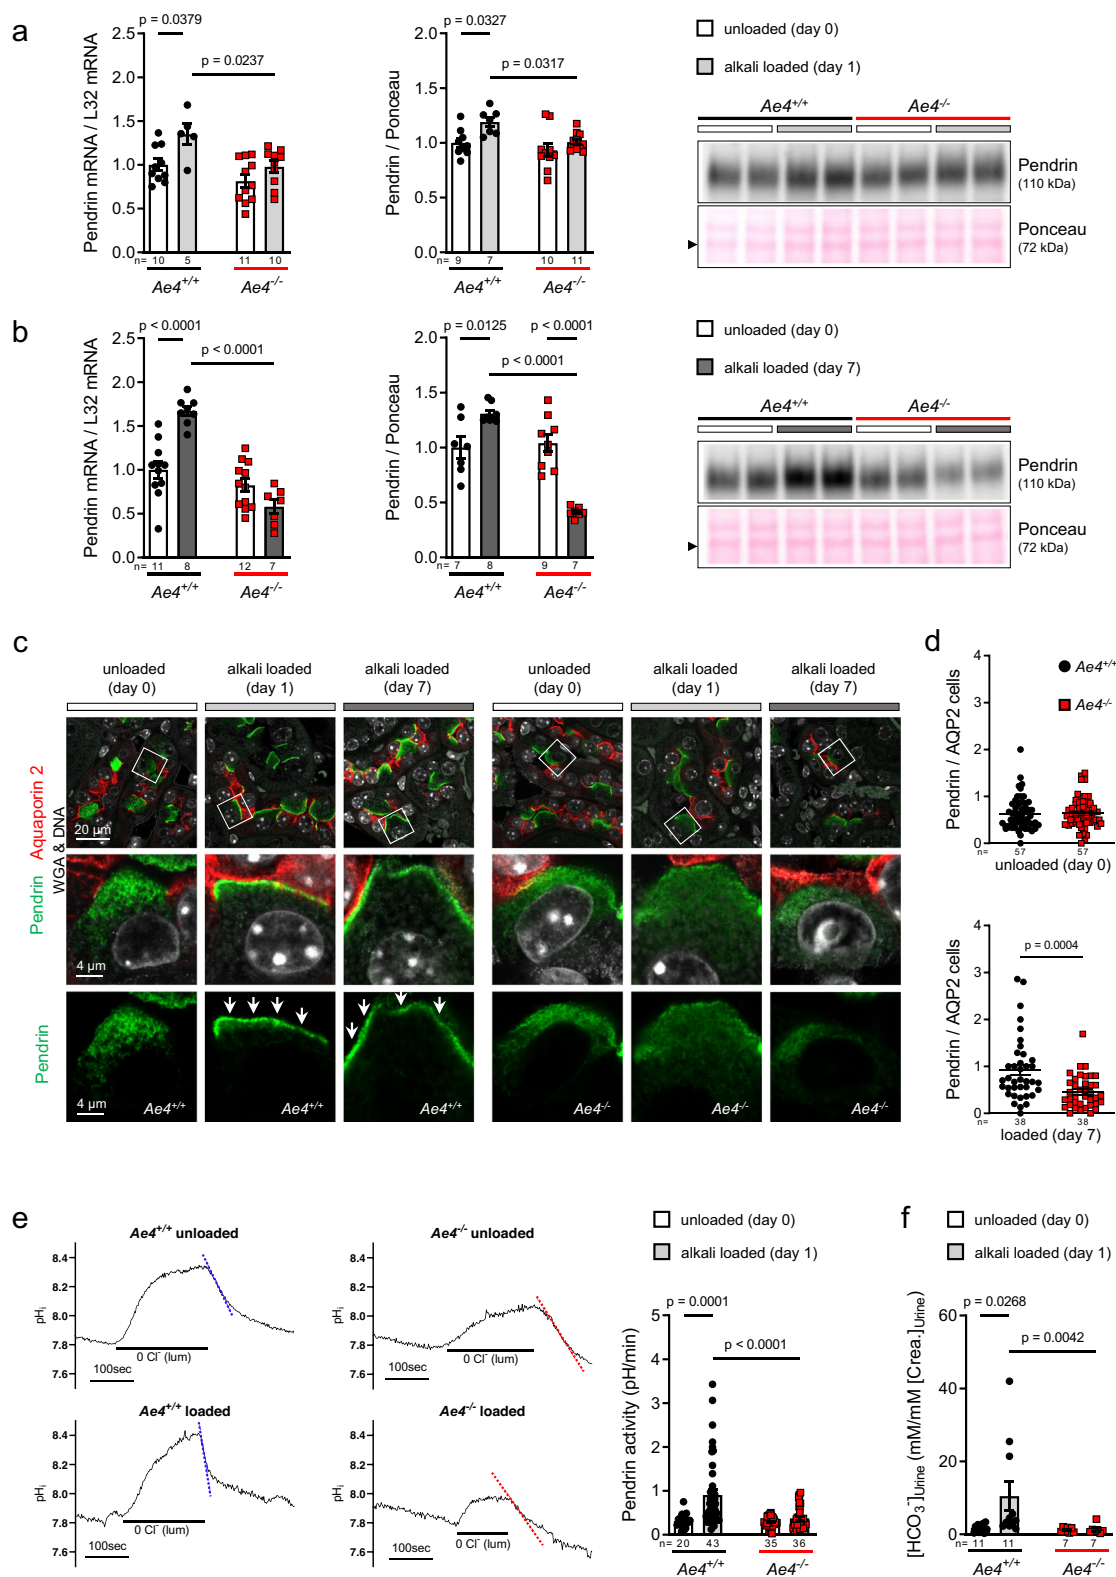 a
p = 0.0379
p = 0.0237
Pendrin mRNA / L32 mRNA
2.5
2.0
1.5
1.0
0.5
0.0
n= 10 5 11 10
Ae4+/+ Ae4-/-
p = 0.0327
p = 0.0317
Pendrin / Ponceau
2.0
1.5
1.0
0.5
0.0
n= 9 7 10 11
Ae4+/+ Ae4-/-
unloaded (day 0)
alkali loaded (day 1)
Ae4+/+ Ae4-/-
Pendrin
(110 kDa)
Ponceau
(72 kDa)
b
p < 0.0001
p < 0.0001
Pendrin mRNA / L32 mRNA
2.5
2.0
1.5
1.0
0.5
0.0
n= 11 8 12 7
Ae4+/+ Ae4-/-
p = 0.0125 p < 0.0001
p < 0.0001
Pendrin / Ponceau
2.0
1.5
1.0
0.5
0.0
n= 7 8 9 7
Ae4+/+ Ae4-/-
unloaded (day 0)
alkali loaded (day 7)
Ae4+/+ Ae4-/-
Pendrin
(110 kDa)
Ponceau
(72 kDa)
c
unloaded (day 0)
alkali loaded (day 1)
alkali loaded (day 7)
unloaded (day 0)
alkali loaded (day 1)
alkali loaded (day 7)
Pendrin Aquaporin 2
WGA & DNA
20 µm
4 µm
Pendrin
4 µm
Ae4+/+ Ae4+/+ Ae4+/+ Ae4-/- Ae4-/- Ae4-/-
d
Ae4+/+
Ae4-/-
Pendrin / AQP2 cells
4
3
2
1
0
n= 57 57
unloaded (day 0)
p = 0.0004
Pendrin / AQP2 cells
4
3
2
1
0
n= 38 38
loaded (day 7)
e
Ae4+/+ unloaded
pHi
8.4
8.2
8.0
7.8
7.6
0 Cl- (lum)
100sec
Ae4-/- unloaded
pHi
8.4
8.2
8.0
7.8
7.6
0 Cl- (lum)
100sec
Ae4+/+ loaded
pHi
8.4
8.2
8.0
7.8
7.6
0 Cl- (lum)
100sec
Ae4-/- loaded
pHi
8.4
8.2
8.0
7.8
7.6
0 Cl- (lum)
100sec
unloaded (day 0)
alkali loaded (day 1)
p = 0.0001
p < 0.0001
Pendrin activity (pH/min)
5
4
3
2
1
0
n= 20 43 35 36
Ae4+/+ Ae4-/-
f
unloaded (day 0)
alkali loaded (day 1)
p = 0.0268
p = 0.0042
[HCO3-]Urine (mM/mM [Crea.]Urine)
60
40
20
0
n= 11 11 7 7
Ae4+/+ Ae4-/-